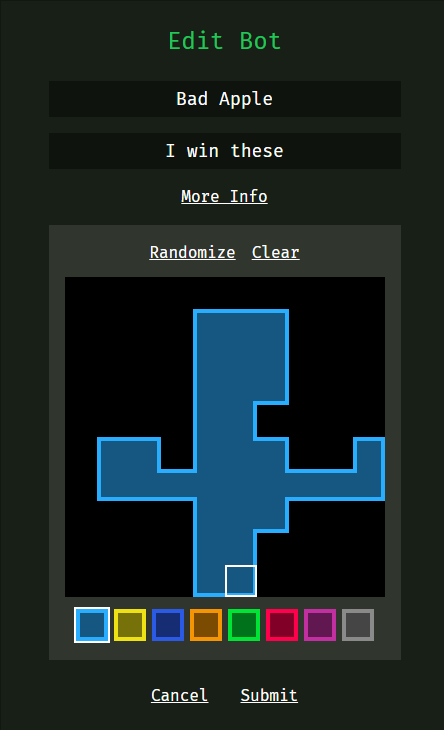 Edit Bot
Bad Apple
I win these
More Info
Randomize Clear
Cancel Submit